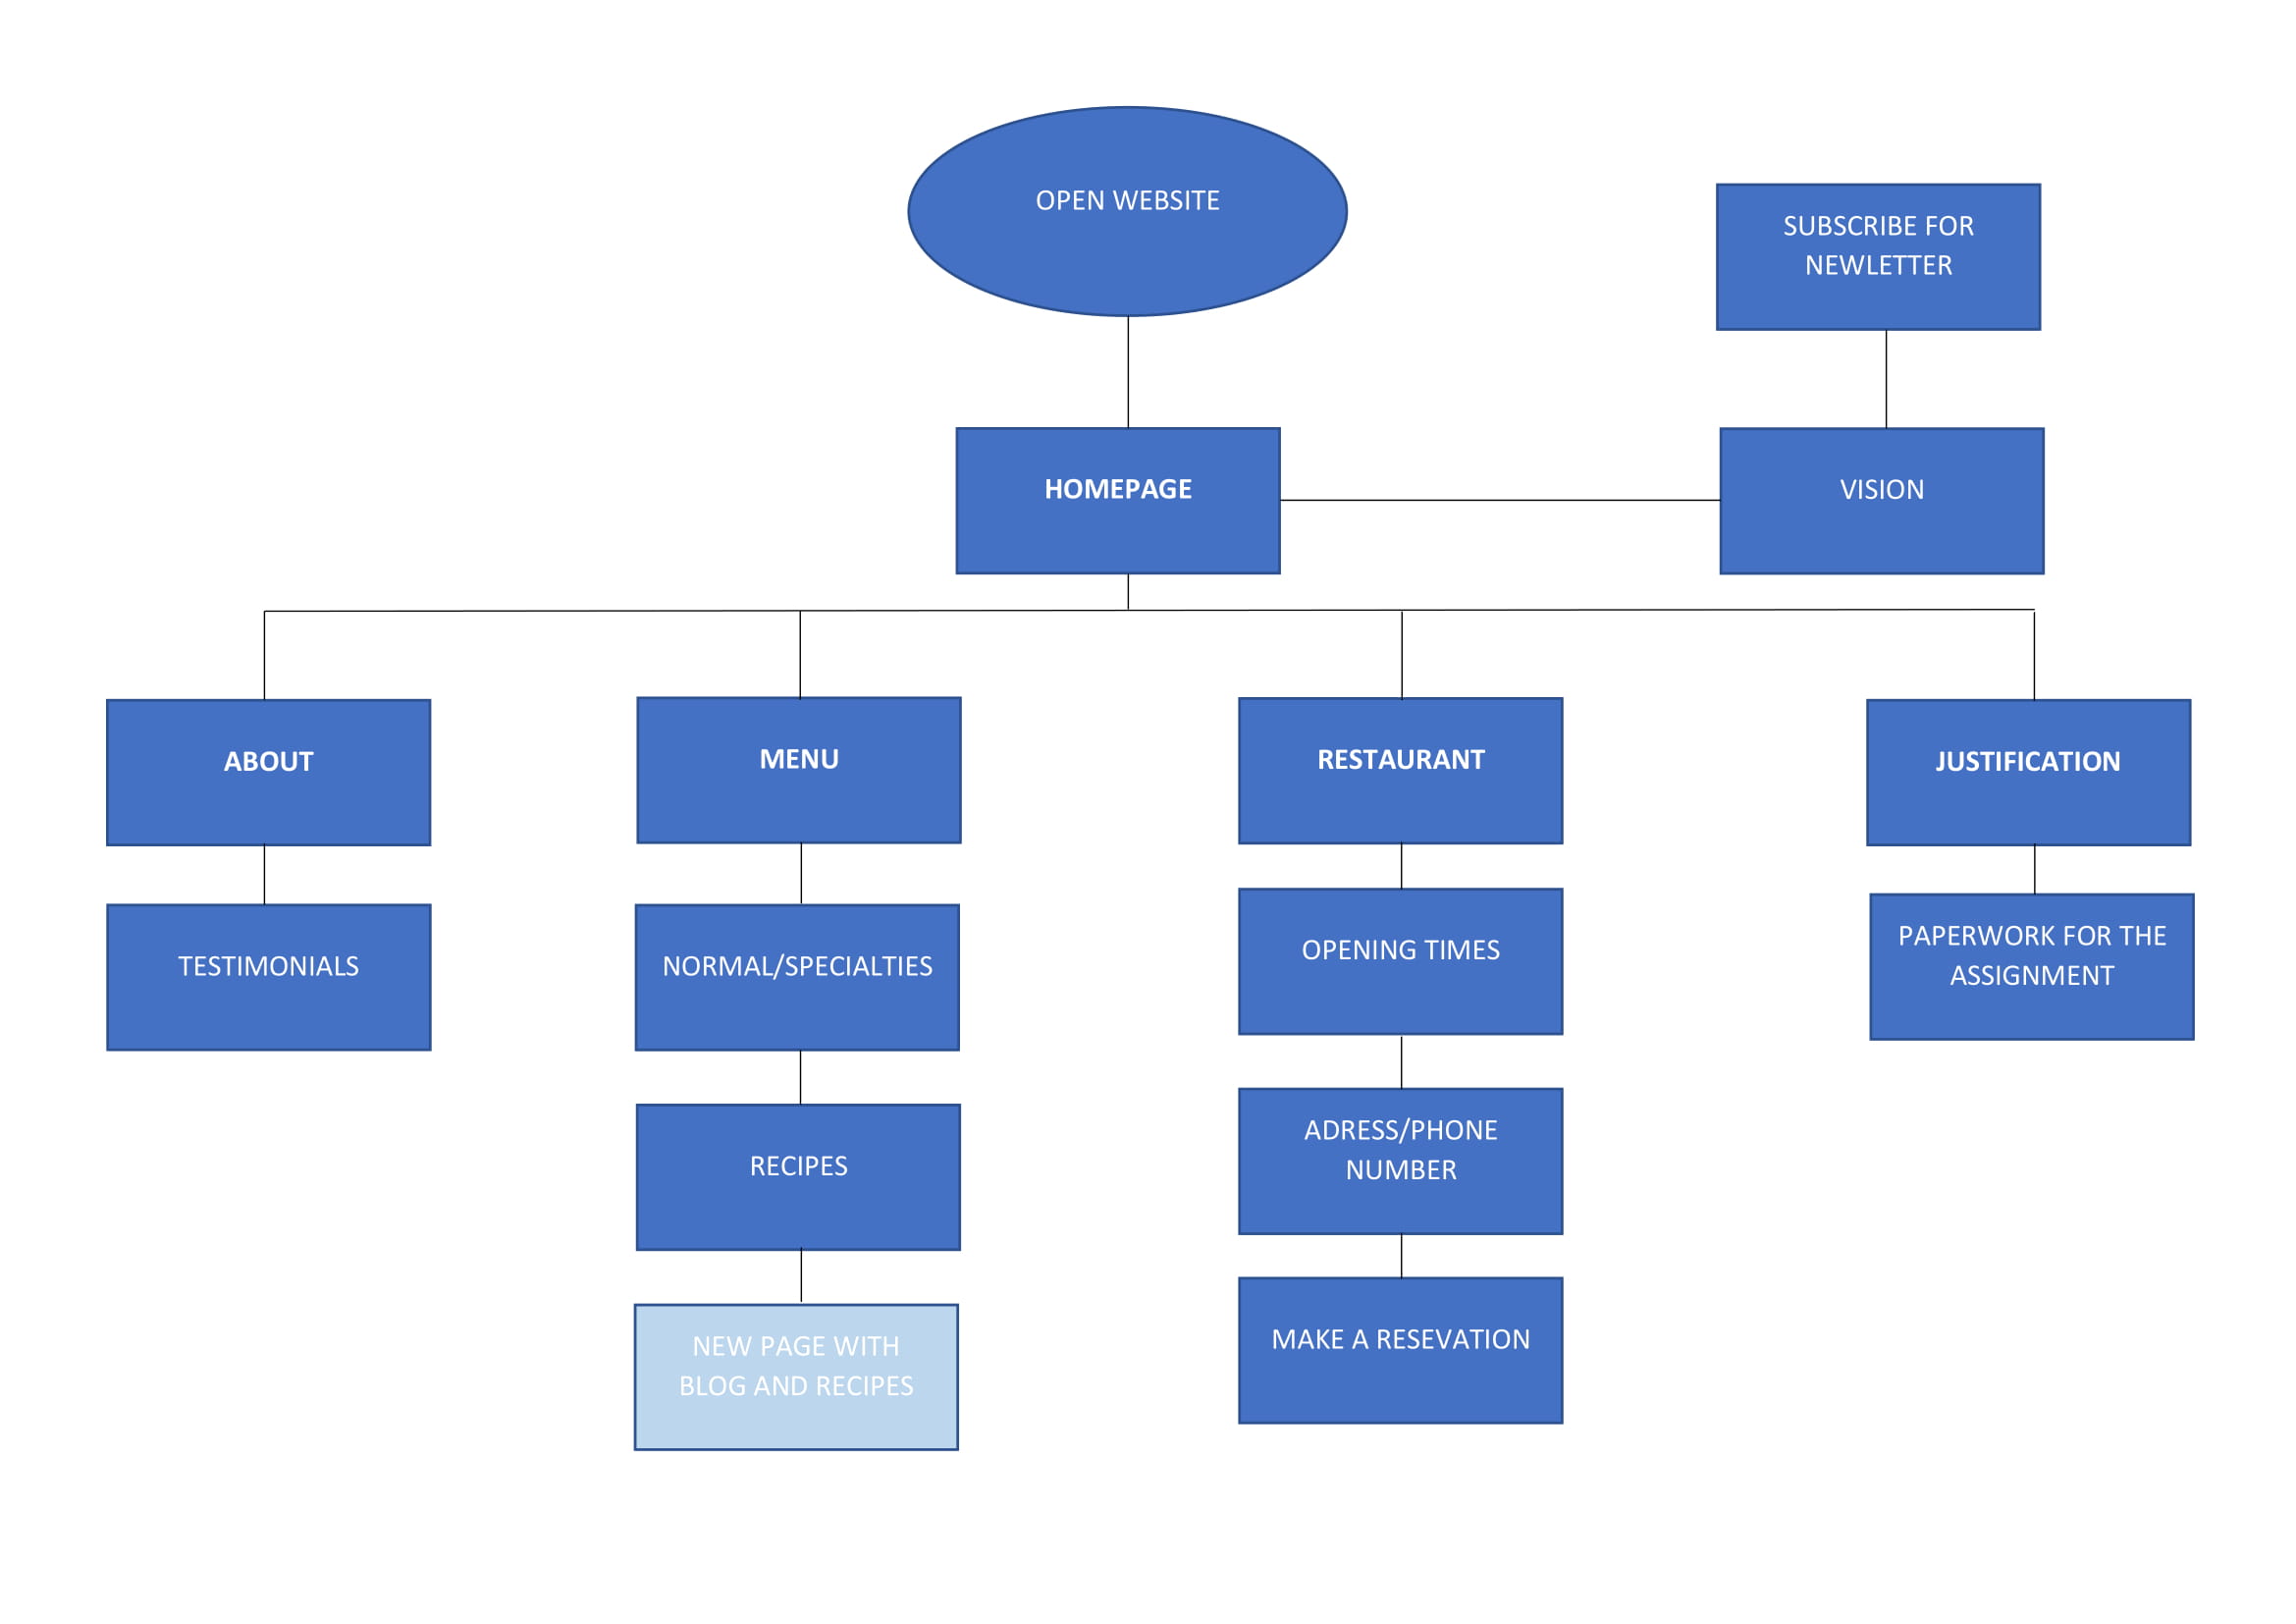 OPEN WEBSITE
SUBSCRIBE FOR
NEWLETTER
HOMEPAGE
VISION
ABOUT
MENU
RESTAURANT
JUSTIFICATION
TESTIMONIALS
NORMAL/SPECIALTIES
OPENING TIMES
PAPERWORK FOR THE
ASSIGNMENT
RECIPES
ADRESS/PHONE
NUMBER
NEW PAGE WITH
BLOG AND RECIPES
MAKE A RESEVATION